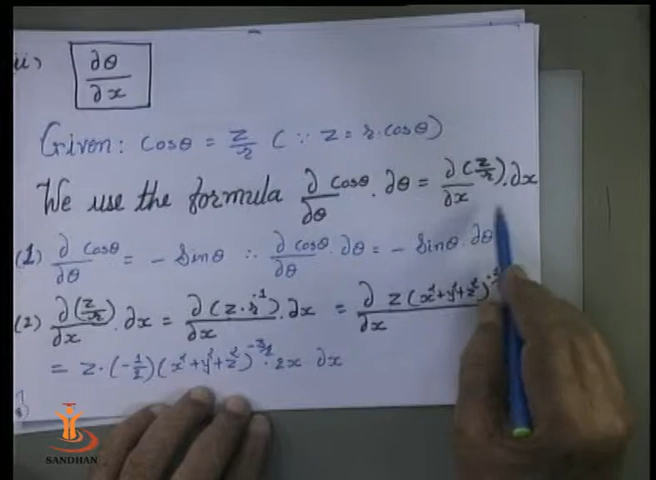 ii) ∂θ/∂x
Given: Cosθ = z/r (∵ z = r.cosθ)
We use the formula ∂/∂θ Cosθ . ∂θ = ∂(z/r)/∂x . ∂x
(1) ∂/∂θ Cosθ = - Sinθ ∴ ∂/∂θ Cosθ . ∂θ = - Sinθ . ∂θ
(2) ∂(z/r)/∂x . ∂x = ∂(z.r⁻¹)/∂x . ∂x = ∂/∂x z(x²+y²+z²)
= z.(-1/2)(x²+y²+z²)^-3/2 . 2x ∂x
SANDHAN